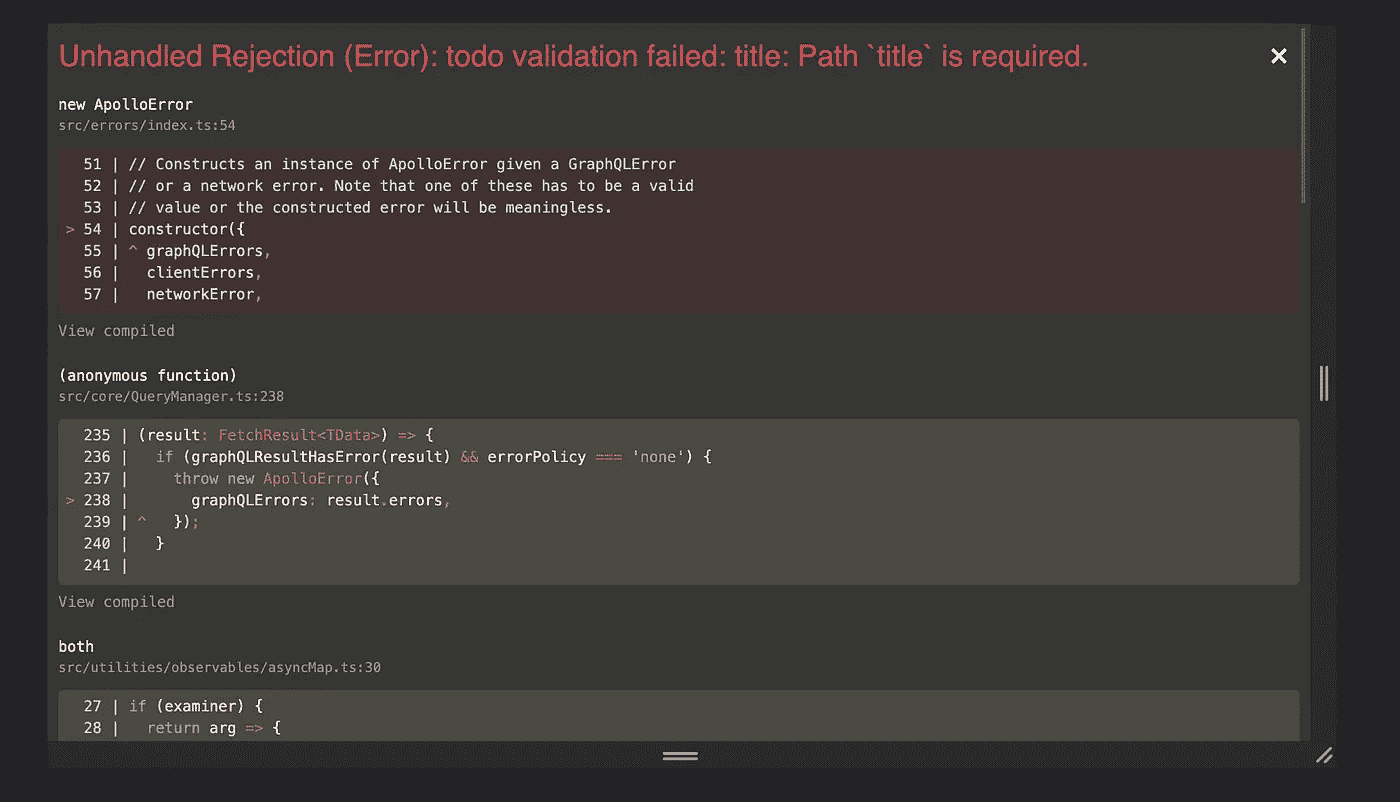 Unhandled Rejection (Error): todo validation failed: title: Path `title` is required.
new ApolloError
src/errors/index.ts:54
51 | // Constructs an instance of ApolloError given a GraphQLError
52 | // or a network error. Note that one of these has to be a valid
53 | // value or the constructed error will be meaningless.
> 54 | constructor({
55 | ^ graphQLErrors,
56 |   clientErrors,
57 |   networkError,
View compiled
(anonymous function)
src/core/QueryManager.ts:238
235 | (result: FetchResult<TData>) => {
236 |   if (graphQLResultHasError(result) && errorPolicy === 'none') {
237 |     throw new ApolloError({
> 238 |       graphQLErrors: result.errors,
239 | ^   });
240 |   }
241 |
View compiled
both
src/utilities/observables/asyncMap.ts:30
27 | if (examiner) {
28 |   return arg => {